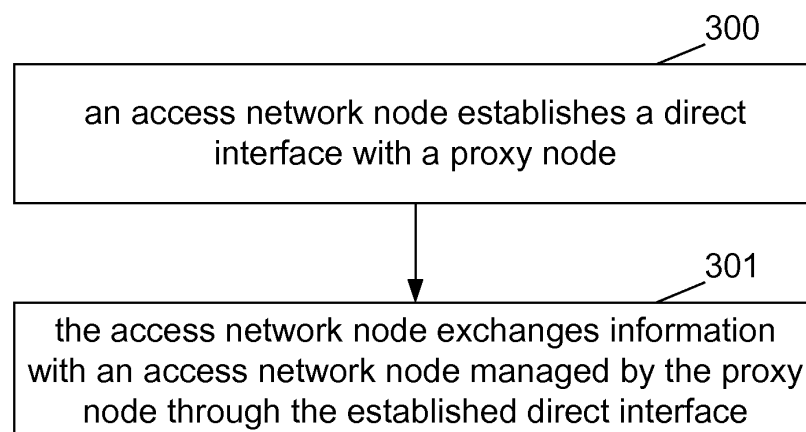 300
an access network node establishes a direct
interface with a proxy node
301
the access network node exchanges information
with an access network node managed by the proxy
node through the established direct interface